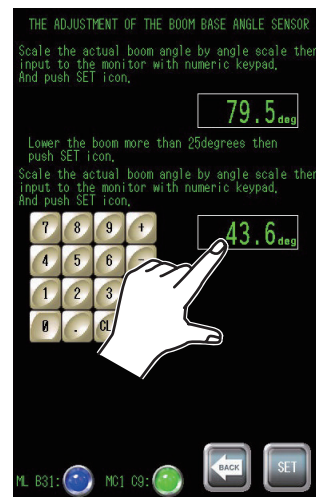 THE ADJUSTMENT OF THE BOOM BASE ANGLE SENSOR
Scale the actual boom angle by angle scale then
input to the monitor with numeric keypad,
And push SET icon,
79.5deg
Lower the boom more than 25degrees then
push SET icon,
Scale the actual boom angle by angle scale then
input to the monitor with numeric keypad,
And push SET icon,
43.6deg
7 8 9 +
4 5 6 -
1 2 3
0 . CL
BACK SET
ML B31: MC1 C9: